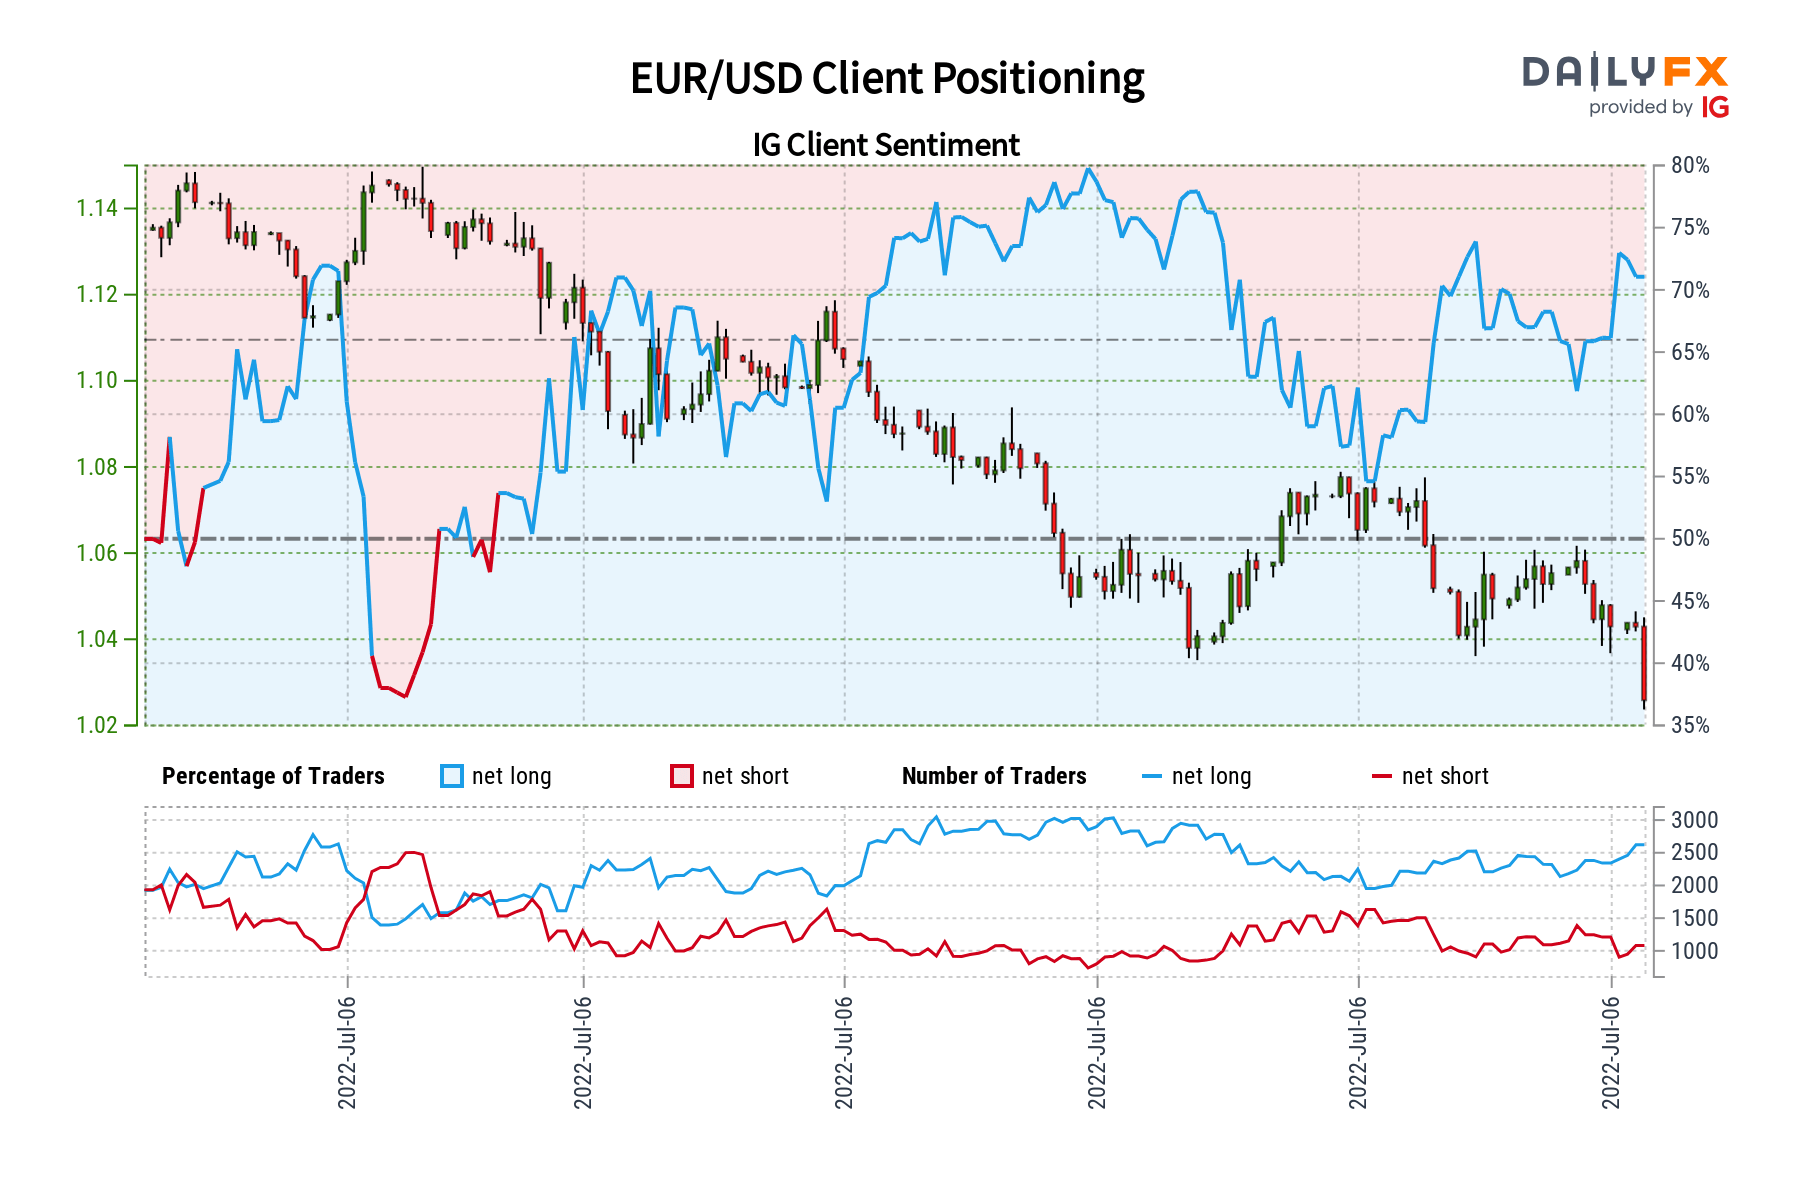 EUR/USD Client Positioning
DAILYFX
provided by IG
IG Client Sentiment
1.14
1.12
1.10
1.08
1.06
1.04
1.02
80%
75%
70%
65%
60%
55%
50%
45%
40%
35%
Percentage of Traders net long net short Number of Traders net long net short
3000
2500
2000
1500
1000
2022-Jul-06
2022-Jul-06
2022-Jul-06
2022-Jul-06
2022-Jul-06
2022-Jul-06